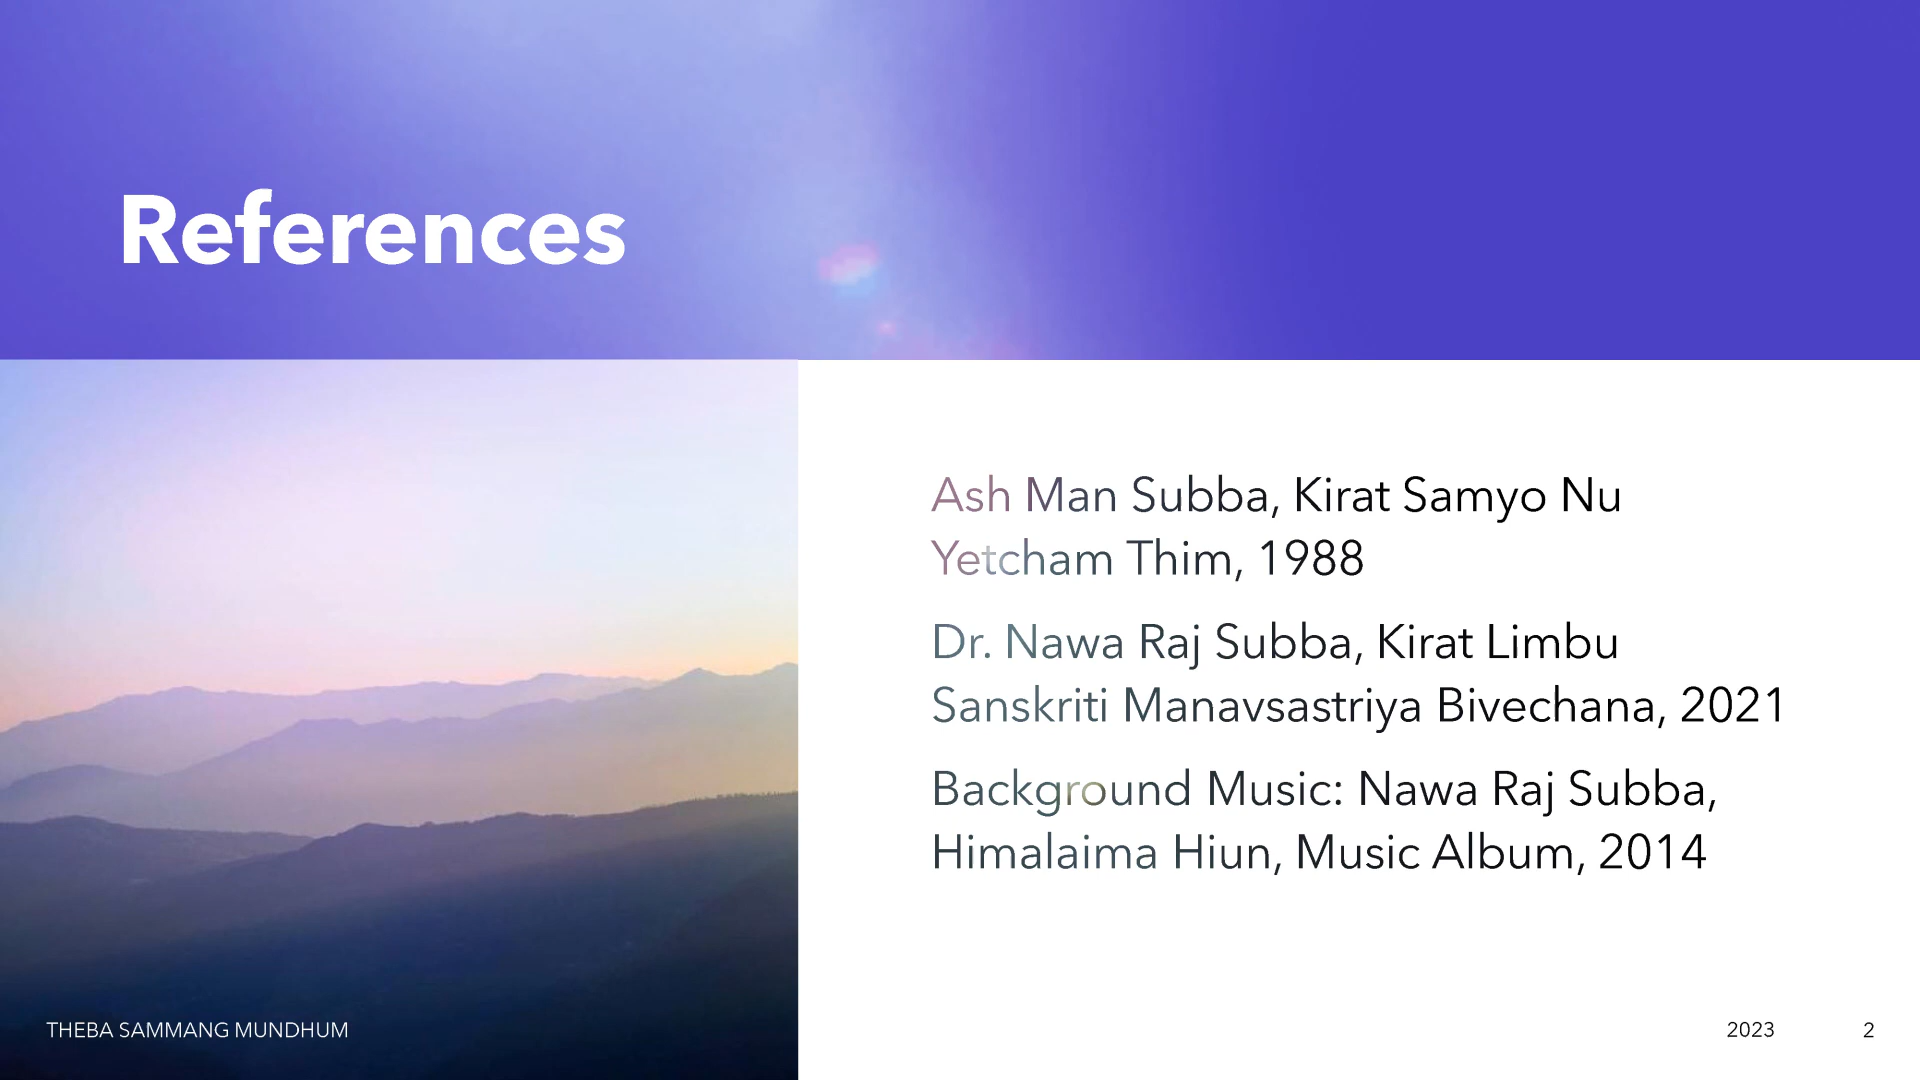 References
Ash Man Subba, Kirat Samyo Nu
Yetcham Thim, 1988
Dr. Nawa Raj Subba, Kirat Limbu
Sanskriti Manavsastriya Bivechana, 2021
Background Music: Nawa Raj Subba,
Himalaima Hiun, Music Album, 2014
THEBA SAMMANG MUNDHUM
2023
2